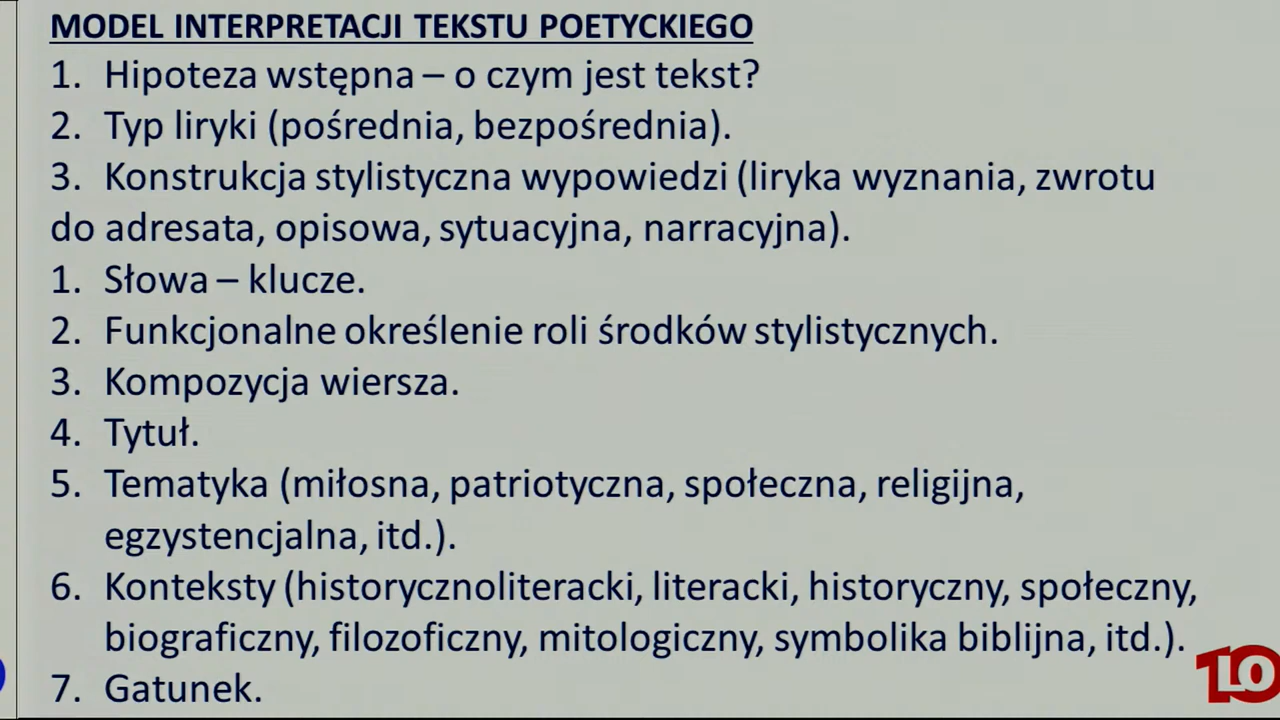 MODEL INTERPRETACJI TEKSTU POETYCKIEGO
1. Hipoteza wstępna – o czym jest tekst?
2. Typ liryki (pośrednia, bezpośrednia).
3. Konstrukcja stylistyczna wypowiedzi (liryka wyznania, zwrotu
do adresata, opisowa, sytuacyjna, narracyjna).
1. Słowa – klucze.
2. Funkcjonalne określenie roli środków stylistycznych.
3. Kompozycja wiersza.
4. Tytuł.
5. Tematyka (miłosna, patriotyczna, społeczna, religijna,
egzystencjalna, itd.).
6. Konteksty (historycznoliteracki, literacki, historyczny, społeczny,
biograficzny, filozoficzny, mitologiczny, symbolika biblijna, itd.).
7. Gatunek.
1LO